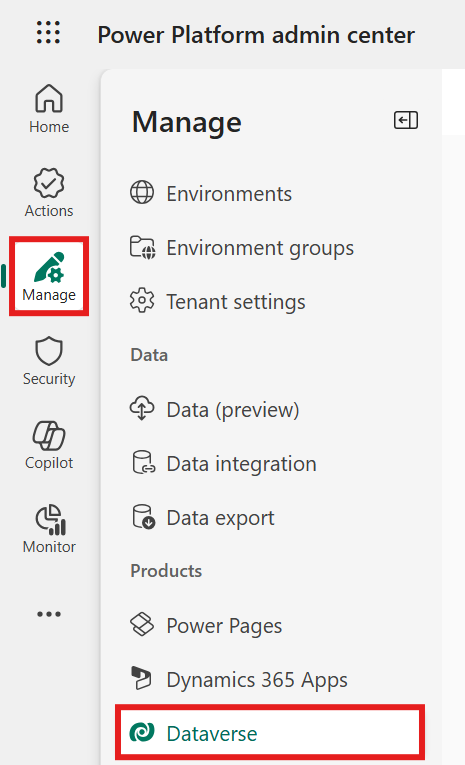 Power Platform admin center
Home
Actions
Manage
Security
Copilot
Monitor
Manage
Environments
Environment groups
Tenant settings
Data
Data (preview)
Data integration
Data export
Products
Power Pages
Dynamics 365 Apps
Dataverse